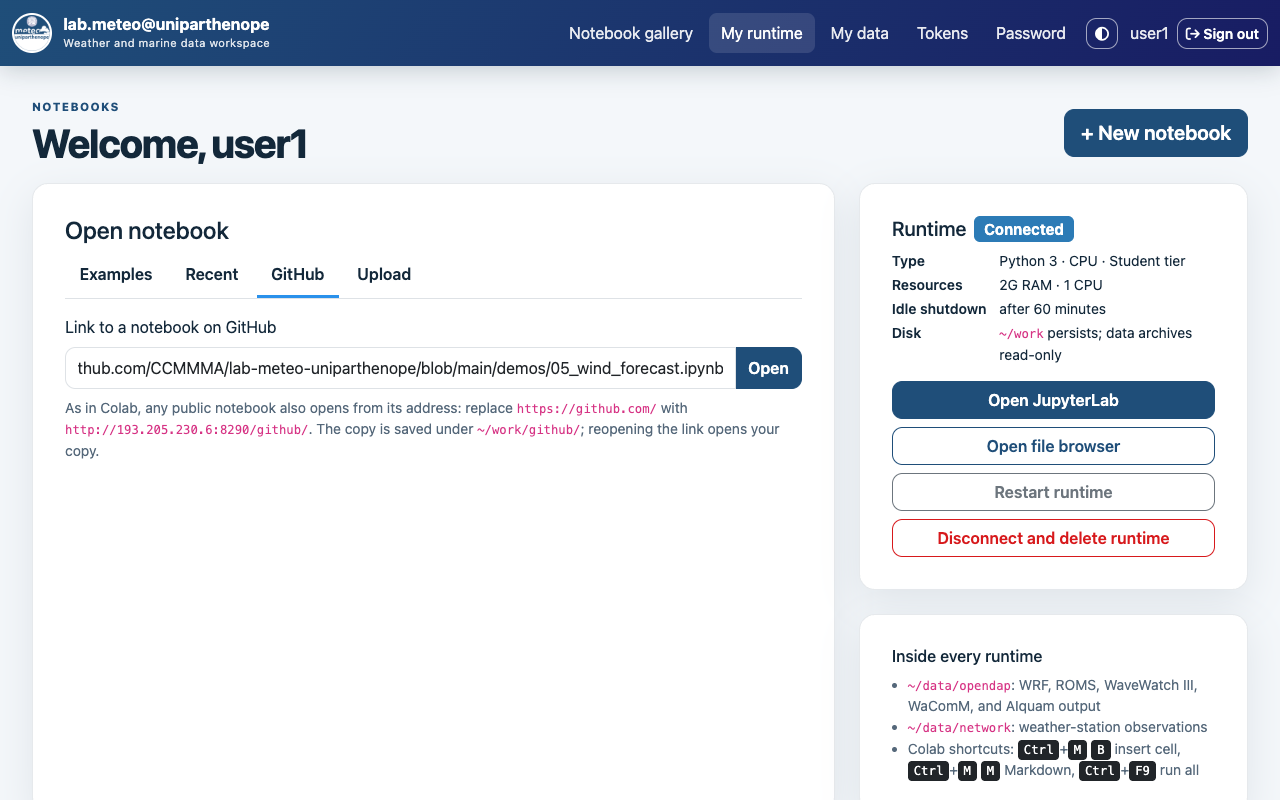 lab.meteo@uniparthenope
Weather and marine data workspace
meteo
uniparthenope
Notebook gallery
My runtime
My data
Tokens
Password
user1
Sign out
NOTEBOOKS
Welcome, user1
+ New notebook
Open notebook
Examples
Recent
GitHub
Upload
Link to a notebook on GitHub
thub.com/CCMMMA/lab-meteo-uniparthenope/blob/main/demos/05_wind_forecast.ipynb
Open
As in Colab, any public notebook also opens from its address: replace https://github.com/ with
http://193.205.230.6:8290/github/. The copy is saved under ~/work/github/; reopening the link opens your
copy.
Runtime Connected
Type Python 3 · CPU · Student tier
Resources 2G RAM · 1 CPU
Idle shutdown after 60 minutes
Disk ~/work persists; data archives
read-only
Open JupyterLab
Open file browser
Restart runtime
Disconnect and delete runtime
Inside every runtime
• ~/data/opendap: WRF, ROMS, WaveWatch III,
WaComM, and Alquam output
• ~/data/network: weather-station observations
• Colab shortcuts: Ctrl+M B insert cell,
Ctrl+M M Markdown, Ctrl+F9 run all